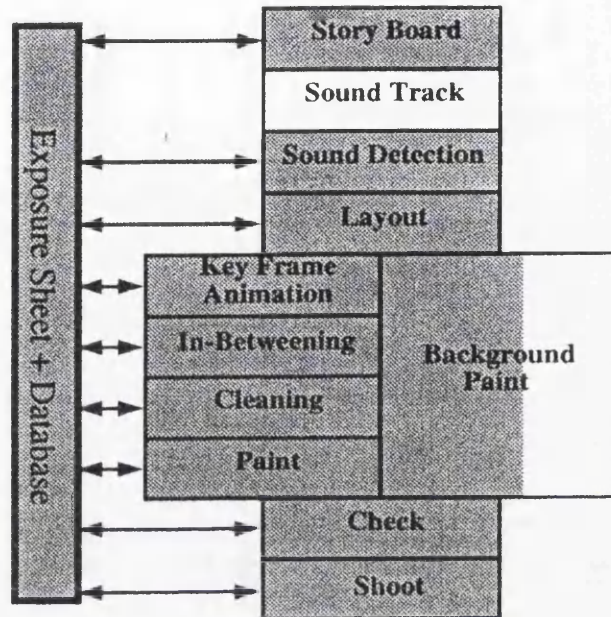 Exposure Sheet + Database
Story Board
Sound Track
Sound Detection
Layout
Key Frame
Animation
In-Betweening
Cleaning
Paint
Background
Paint
Check
Shoot